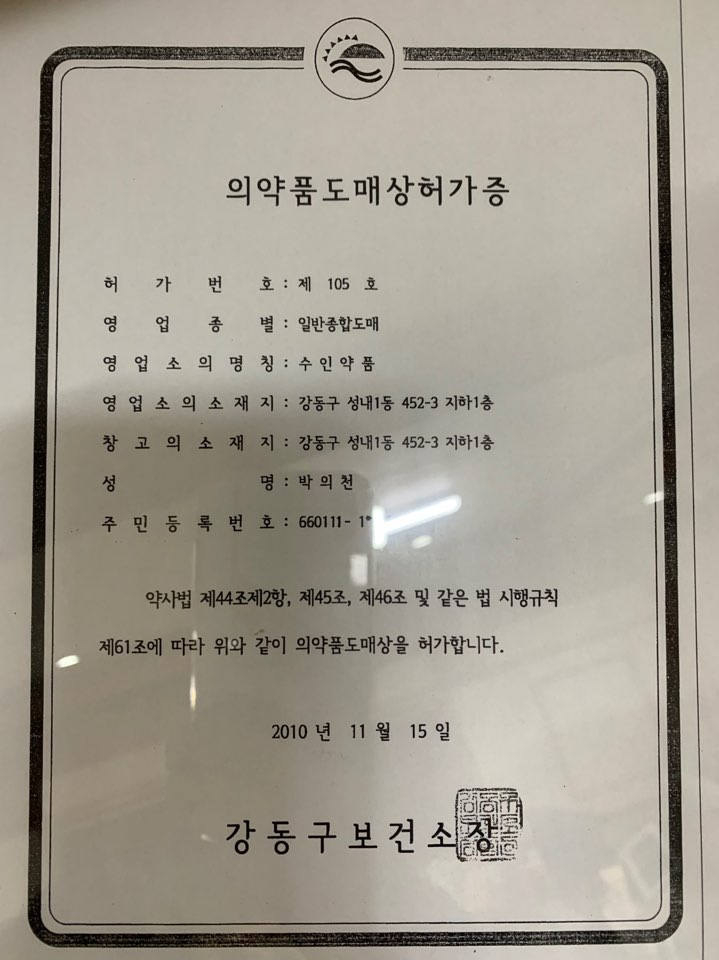 의약품도매상허가증
허 가 번 호 : 제 105 호
영 업 종 별 : 일반종합도매
영 업 소 의 명 칭 : 수 인 약 품
영 업 소 의 소 재 지 : 강동구 성내1동 452-3 지하1층
창 고 의 소 재 지 : 강동구 성내1동 452-3 지하1층
성 명 : 박 의 천
주 민 등 록 번 호 : 660111- 1*
약사법 제44조제2항, 제45조, 제46조 및 같은 법 시행규칙
제61조에 따라 위와 같이 의약품도매상을 허가합니다.
2010 년 11 월 15 일
강 동 구 보 건 소 장